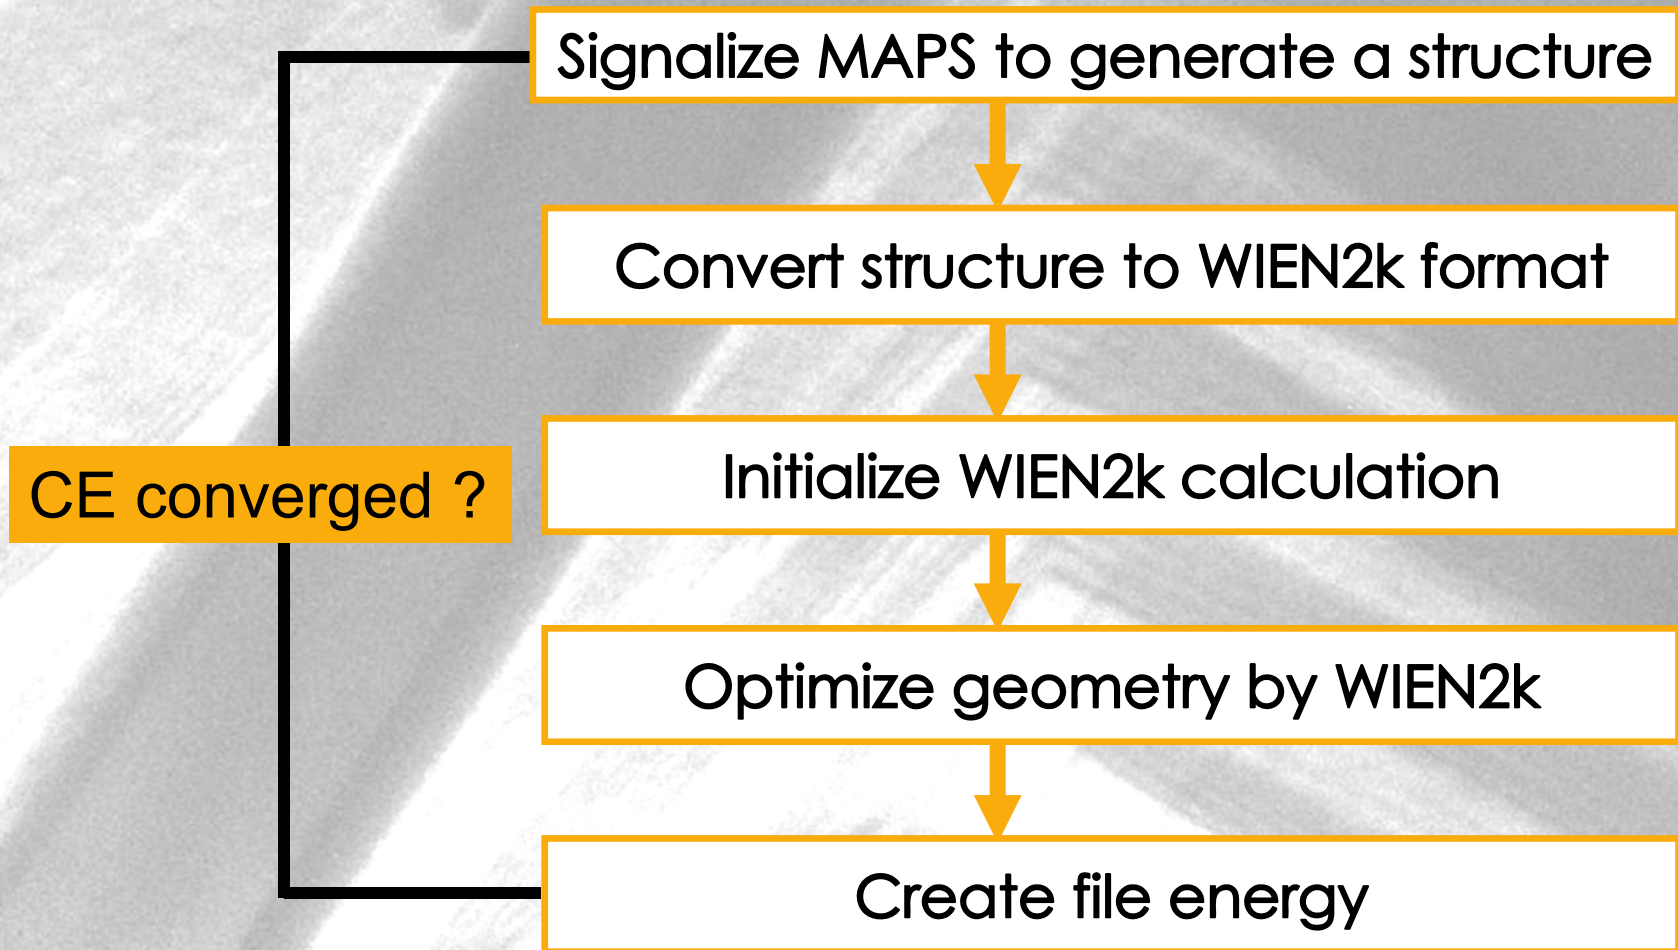 Signalize MAPS to generate a structure
Convert structure to WIEN2k format
Initialize WIEN2k calculation
CE converged ?
Optimize geometry by WIEN2k
Create file energy